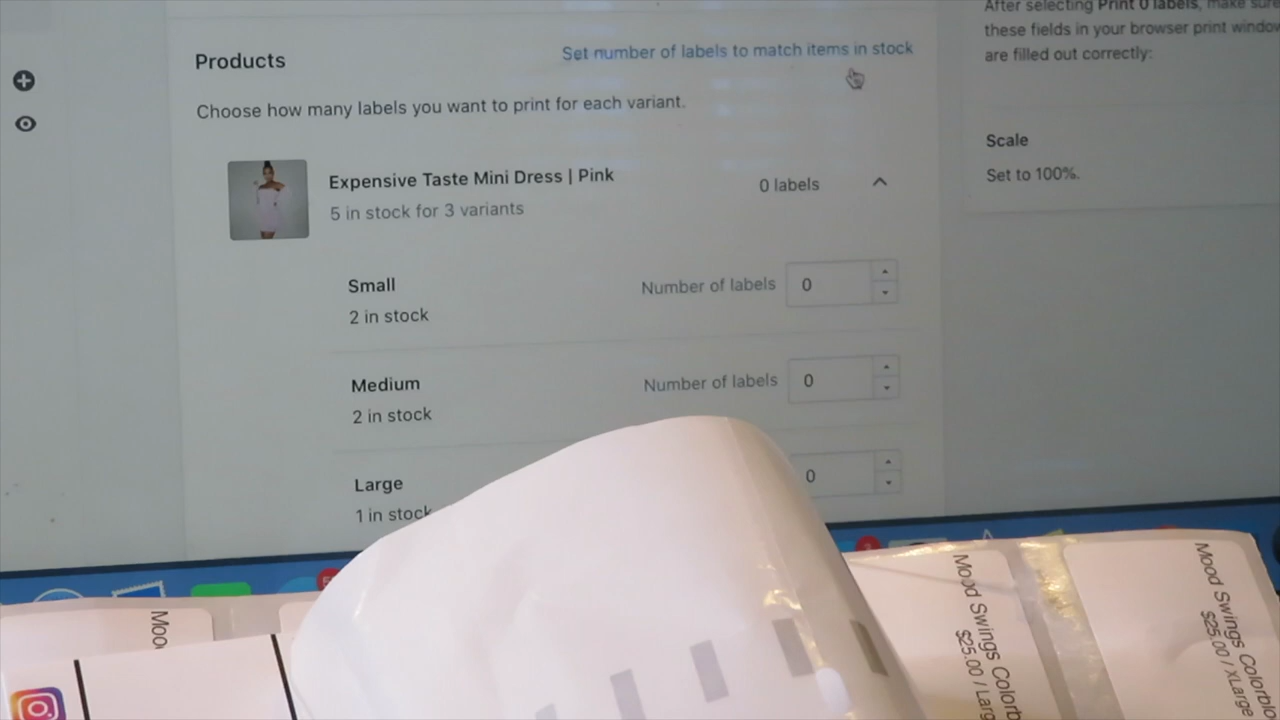 After selecting Print 0 labels, make sure
these fields in your browser print window
are filled out correctly:
Products
Set number of labels to match items in stock
Choose how many labels you want to print for each variant.
Scale
Set to 100%.
Expensive Taste Mini Dress | Pink
0 labels
5 in stock for 3 variants
Small
Number of labels
0
2 in stock
Medium
Number of labels
0
2 in stock
Large
0
1 in stock
Moo
Mood Swings Colorblo
$25.00 / Larg
Mood Swings Colorblo
$25.00 / XLarge